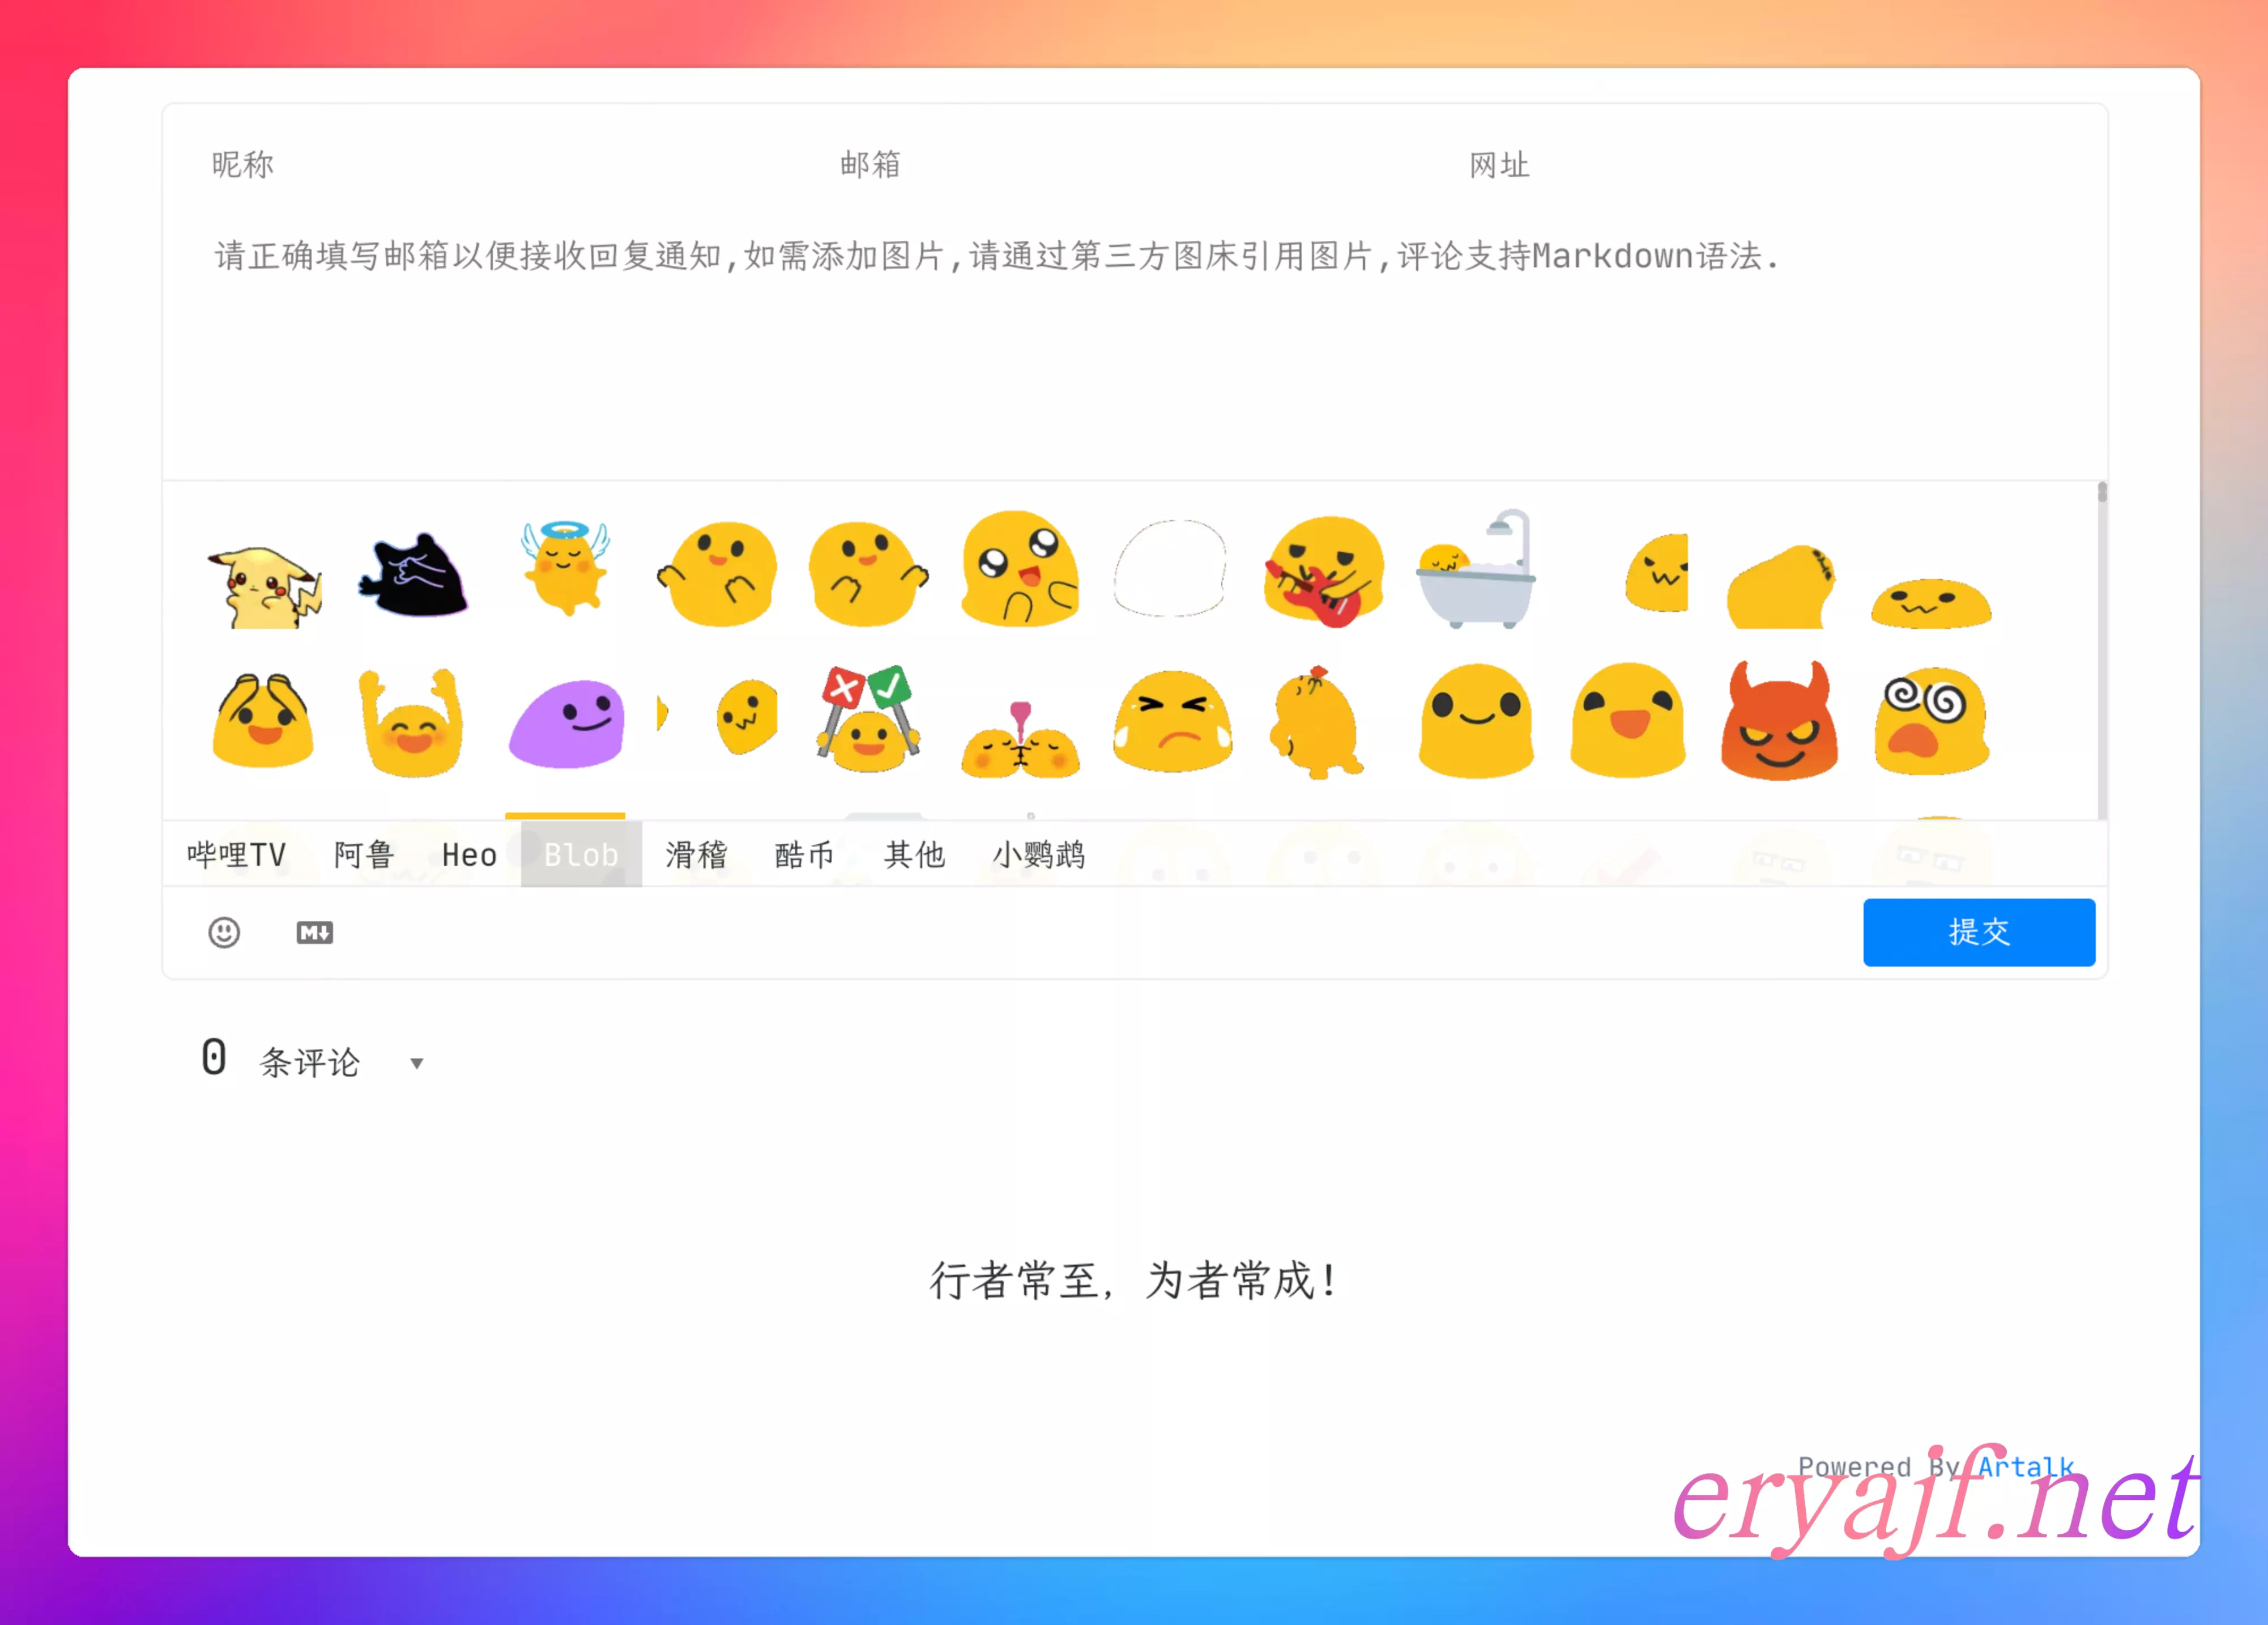 昵称 邮箱 网址
请正确填写邮箱以便接收回复通知,如需添加图片,请通过第三方图床引用图片,评论支持Markdown语法.
哔哩TV 阿鲁 Heo Blob 滑稽 酷币 其他 小鹦鹉
M 提交
0 条评论
行者常至, 为者常成!
Powered By Artalk
eryajf.net